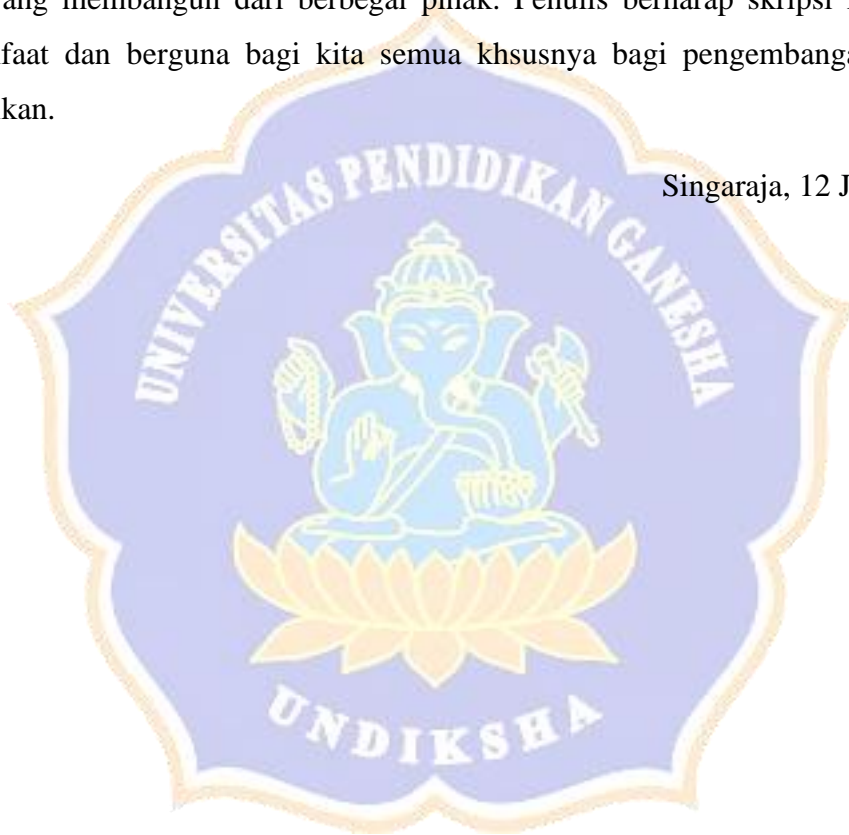 ang membangun dari berbegai pihak. Penulis berharap skripsi
faat dan berguna bagi kita semua khsusnya bagi pengembanga
kan.
Singaraja, 12 J
UNIVERSITAS PENDIDIKAN GANESHA
UNDIKSHA